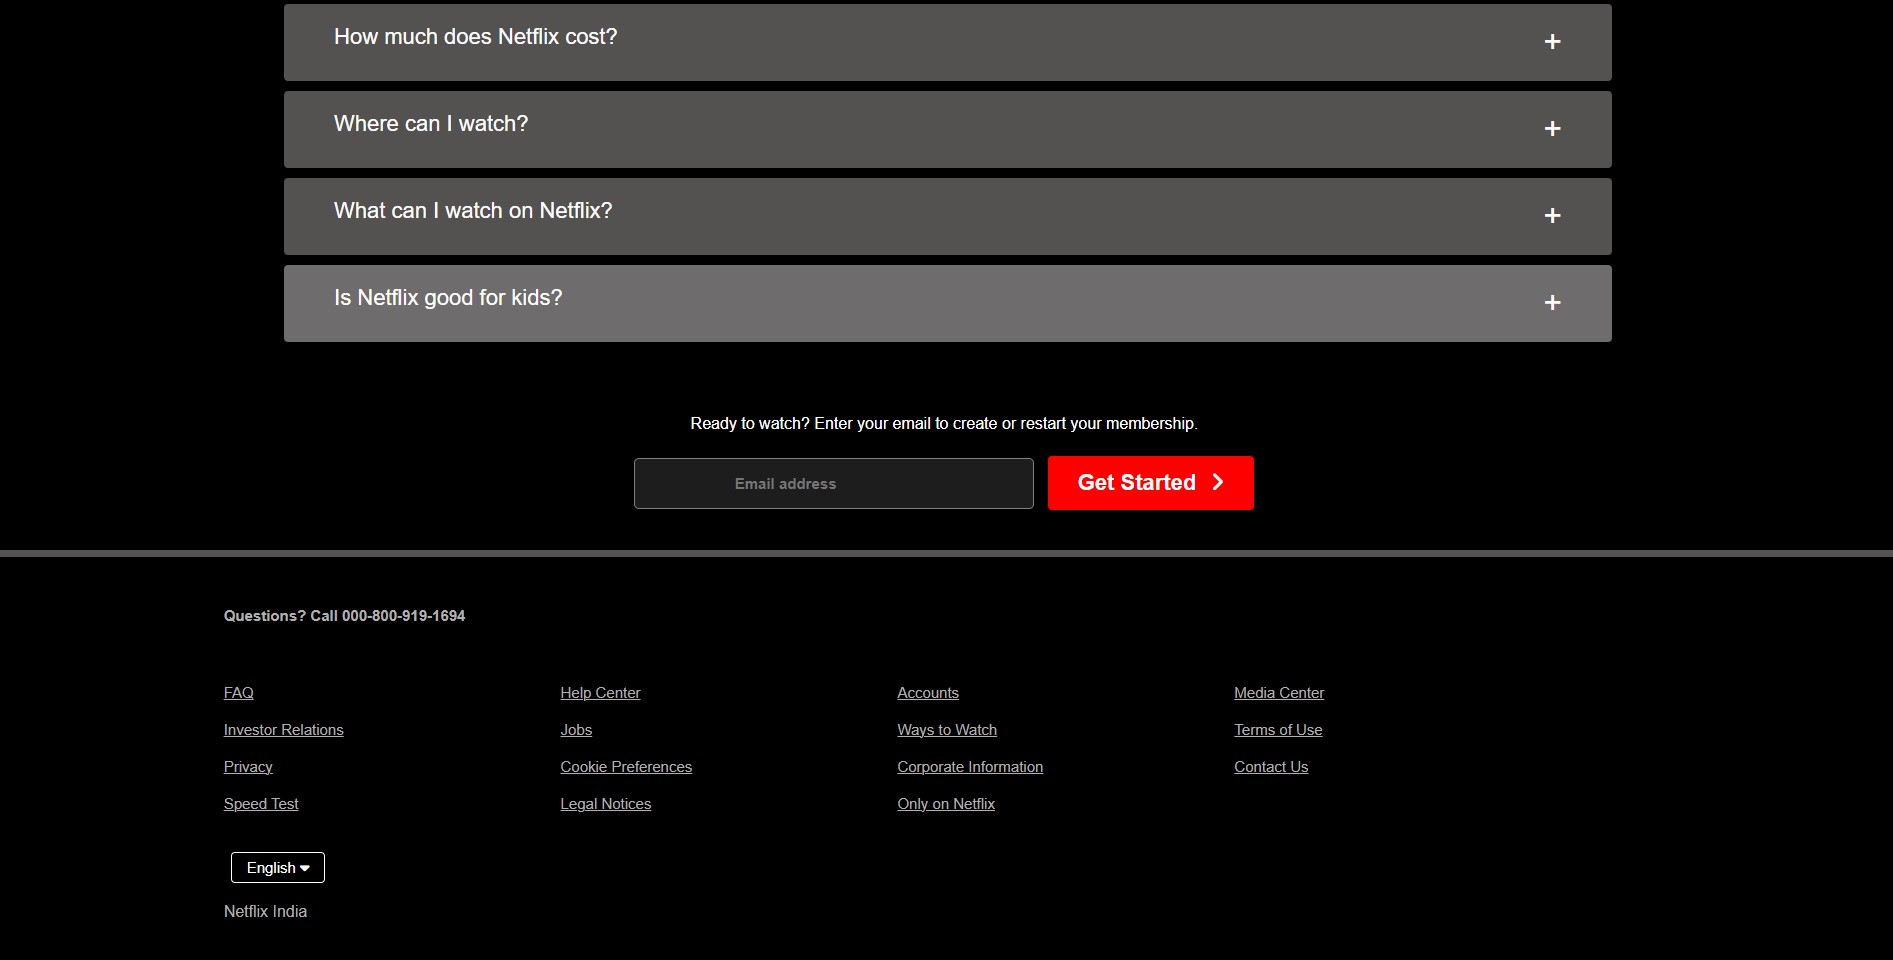 How much does Netflix cost?
+
Where can I watch?
+
What can I watch on Netflix?
+
Is Netflix good for kids?
+
Ready to watch? Enter your email to create or restart your membership.
Email address
Get Started
Questions? Call 000-800-919-1694
FAQ
Help Center
Accounts
Media Center
Investor Relations
Jobs
Ways to Watch
Terms of Use
Privacy
Cookie Preferences
Corporate Information
Contact Us
Speed Test
Legal Notices
Only on Netflix
English
Netflix India